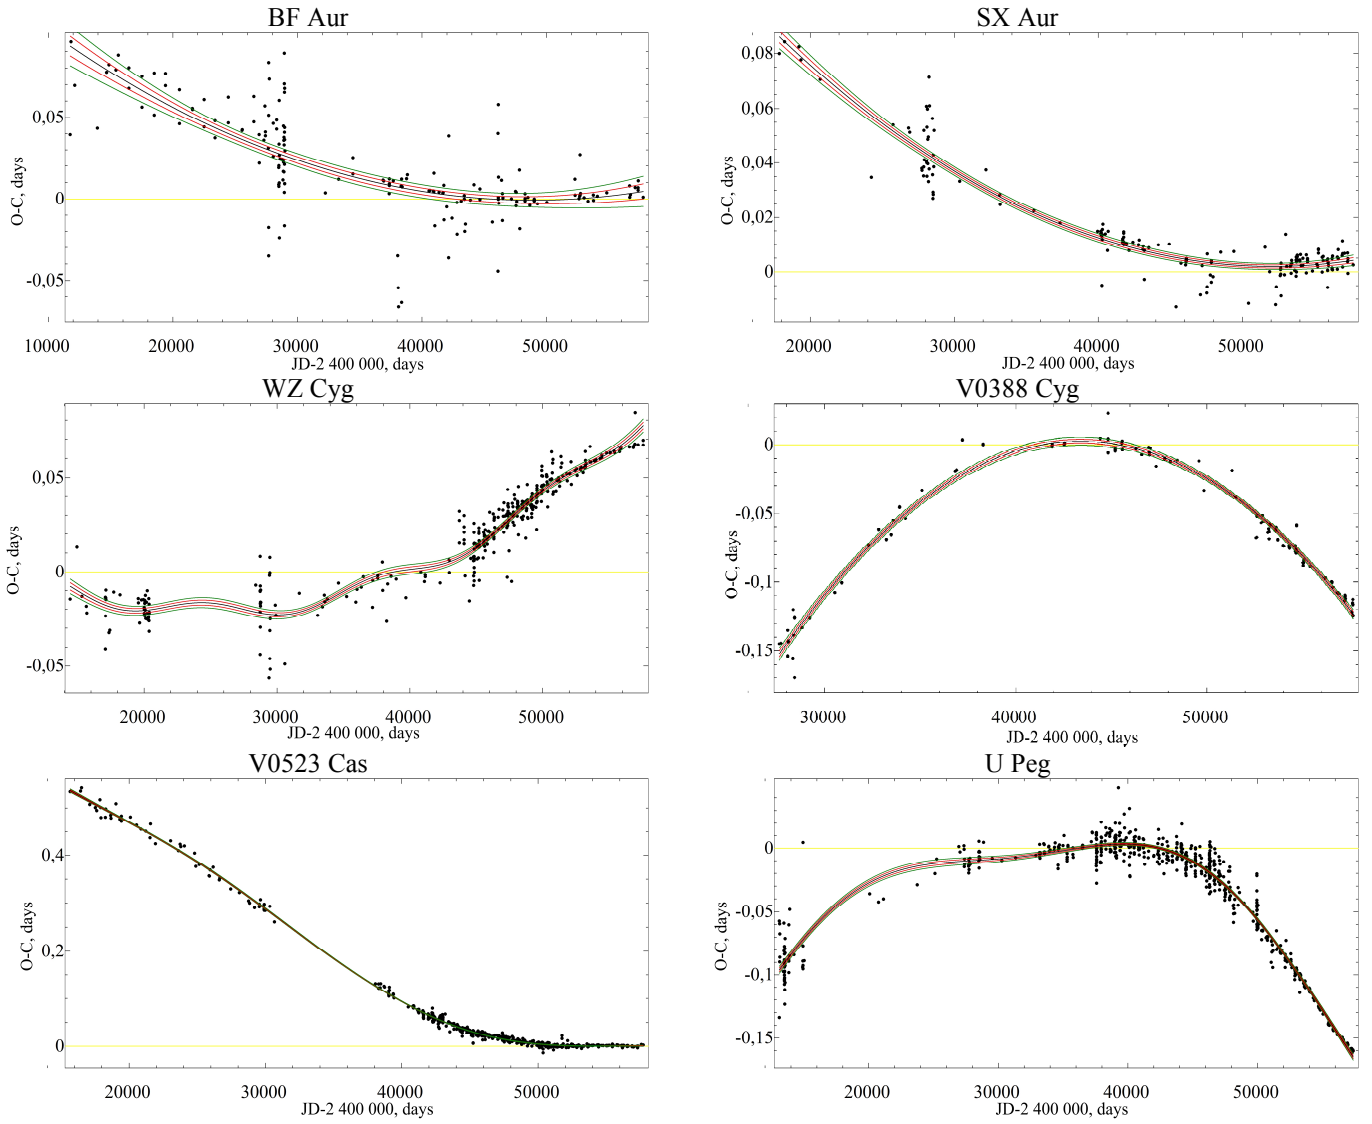 BF Aur
SX Aur
0,05
0
-0,05
O-C, days
10000 20000 30000 40000 50000
JD-2 400 000, days
0,08
0,06
0,04
0,02
0
O-C, days
20000 30000 40000 50000
JD-2 400 000, days
WZ Cyg
V0388 Cyg
0,05
0
-0,05
O-C, days
20000 30000 40000 50000
JD-2 400 000, days
0
-0,05
-0,1
-0,15
O-C, days
30000 40000 50000
JD-2 400 000, days
V0523 Cas
U Peg
0,4
0,2
0
O-C, days
20000 30000 40000 50000
JD-2 400 000, days
0
-0,05
-0,1
-0,15
O-C, days
20000 30000 40000 50000
JD-2 400 000, days